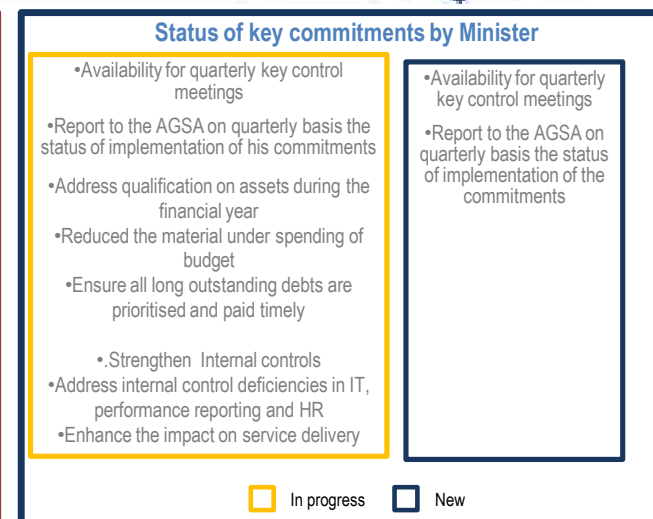 Status of key commitments by Minister
•Availability for quarterly key control
meetings
•Report to the AGSA on quarterly basis the
status of implementation of his commitments
•Address qualification on assets during the
financial year
•Reduced the material under spending of
budget
•Ensure all long outstanding debts are
prioritised and paid timely
•.Strengthen Internal controls
•Address internal control deficiencies in IT,
performance reporting and HR
•Enhance the impact on service delivery
•Availability for quarterly
key control meetings
•Report to the AGSA on
quarterly basis the status
of implementation of the
commitments
In progress
New